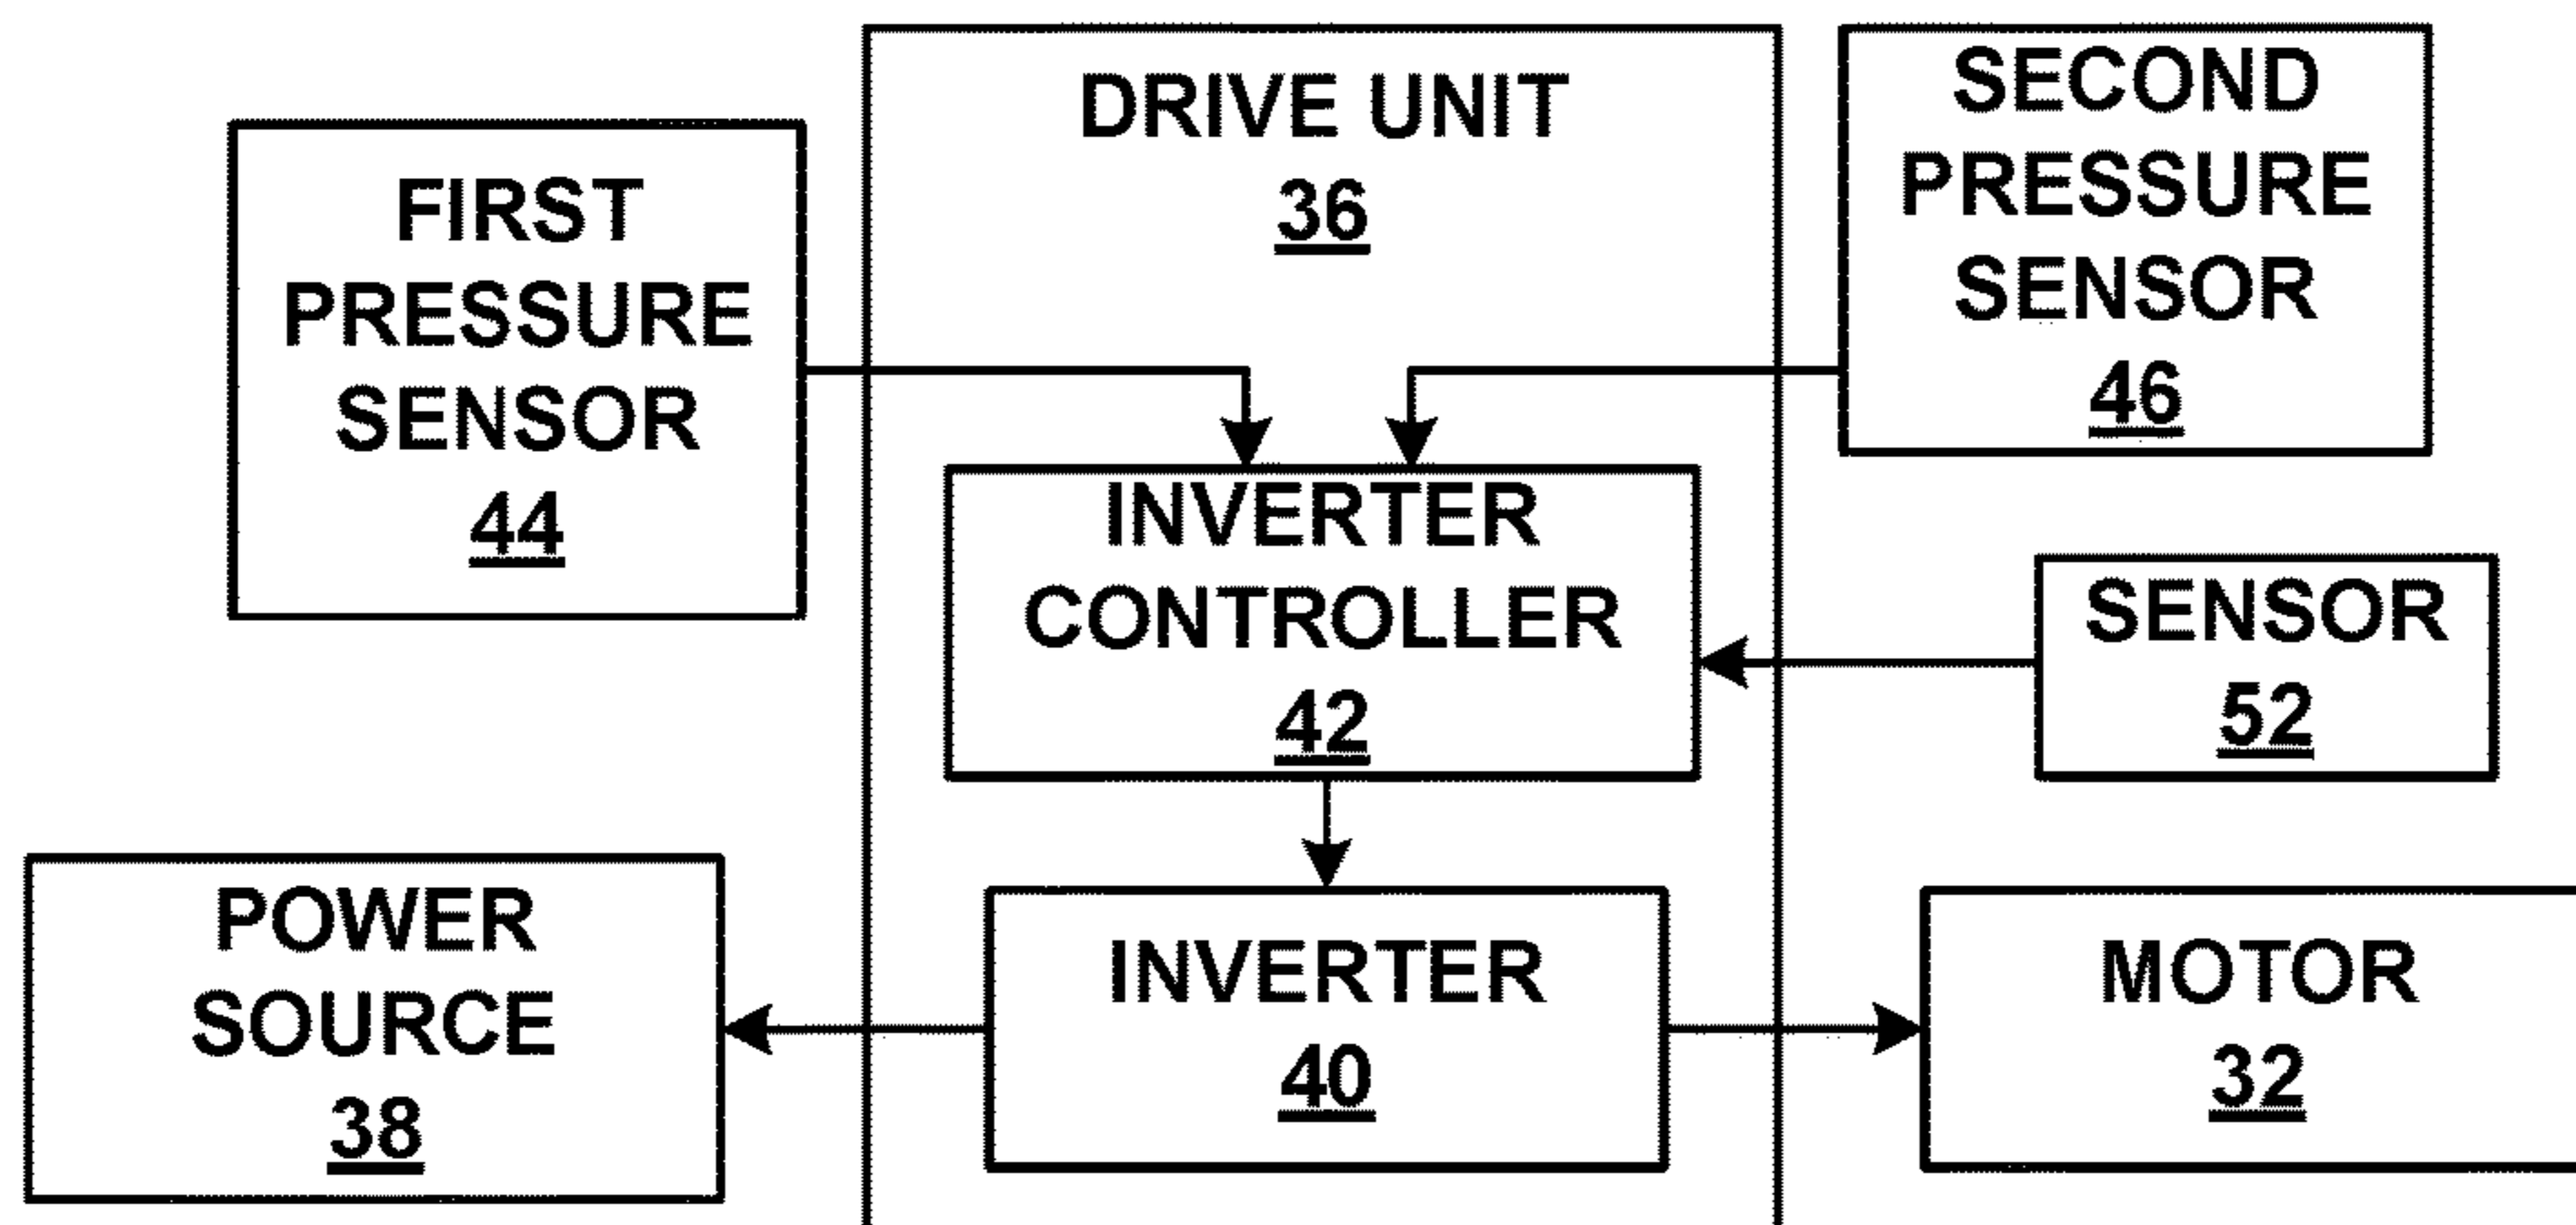 DRIVE UNIT
36
FIRST
PRESSURE
SENSOR
44
SECOND
PRESSURE
SENSOR
46
INVERTER
CONTROLLER
42
SENSOR
52
POWER
SOURCE
38
INVERTER
40
MOTOR
32